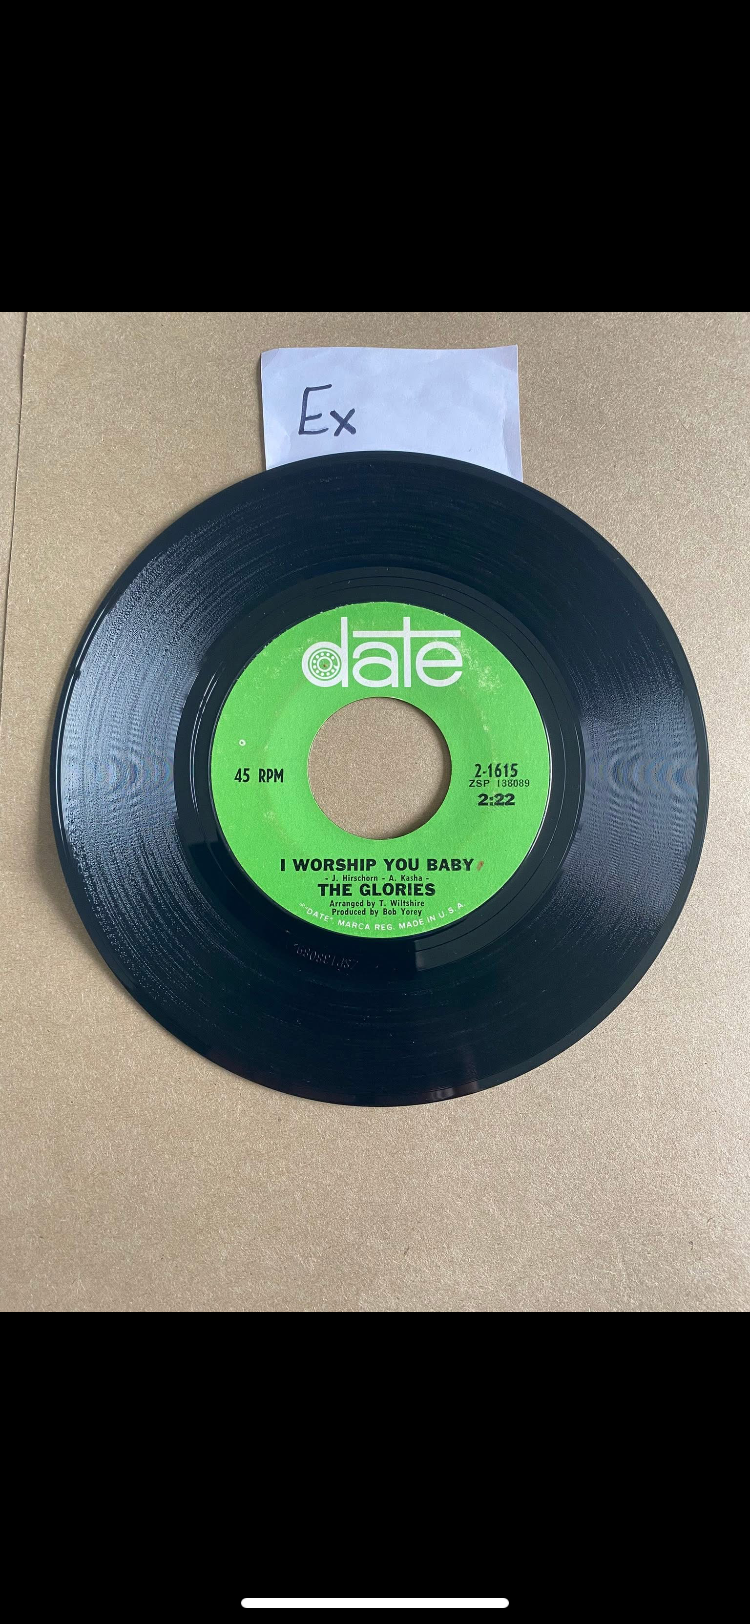 Ex
date
45 RPM
2-1615
ZSP 138089
2:22
I WORSHIP YOU BABY
- J. Hirschorn - A. Kasha -
THE GLORIES
Arranged by T. Wiltshire
Produced by Bob Yorey
"DATE" MARCA REG. MADE IN U.S.A.